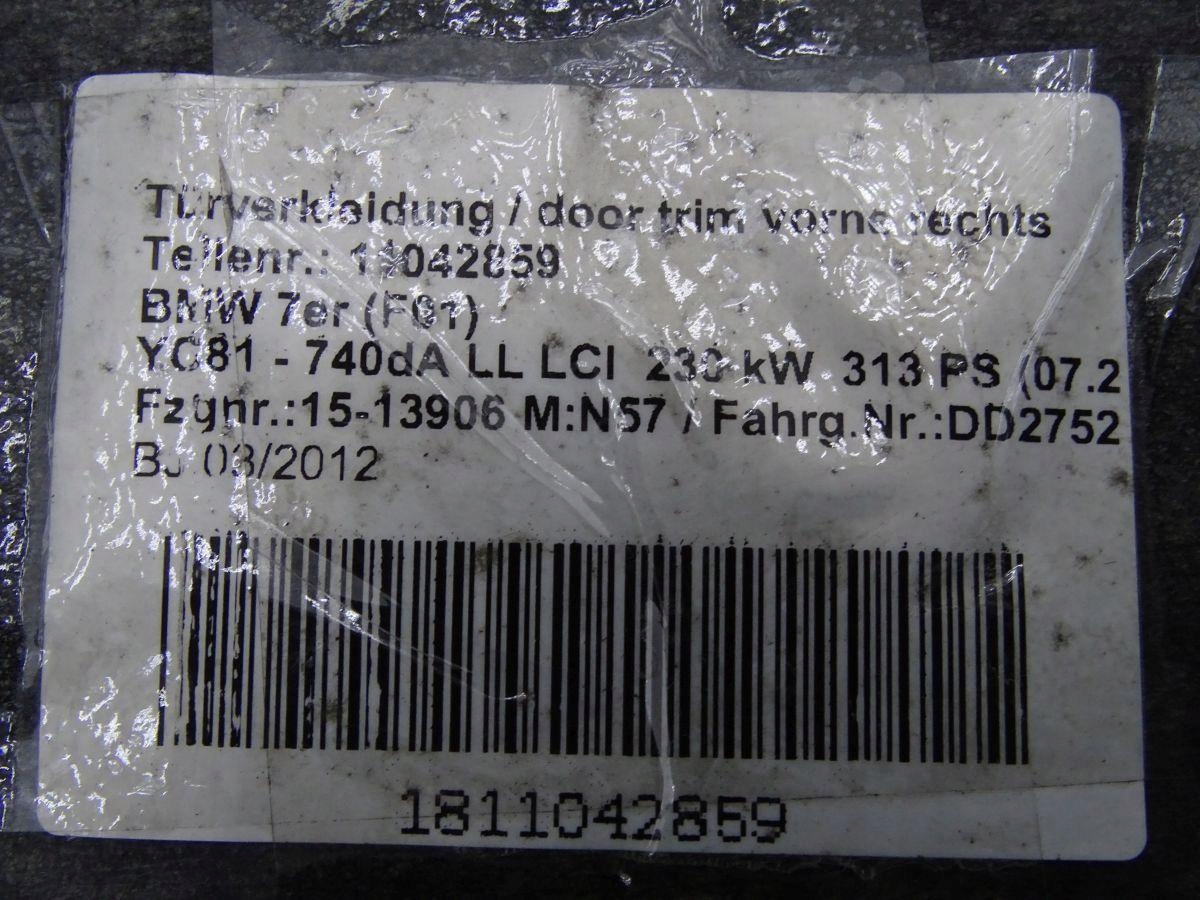 Türverkleidung / door trim vorne rechts
Teilenr.: 11042859
BMW 7er (F01)
YC81 - 740dA LL LCI 230 kW 313 PS (07.2
Fzgnr.:15-13906 M:N57 / Fahrg.Nr.:DD2752
BJ 03/2012
1811042859